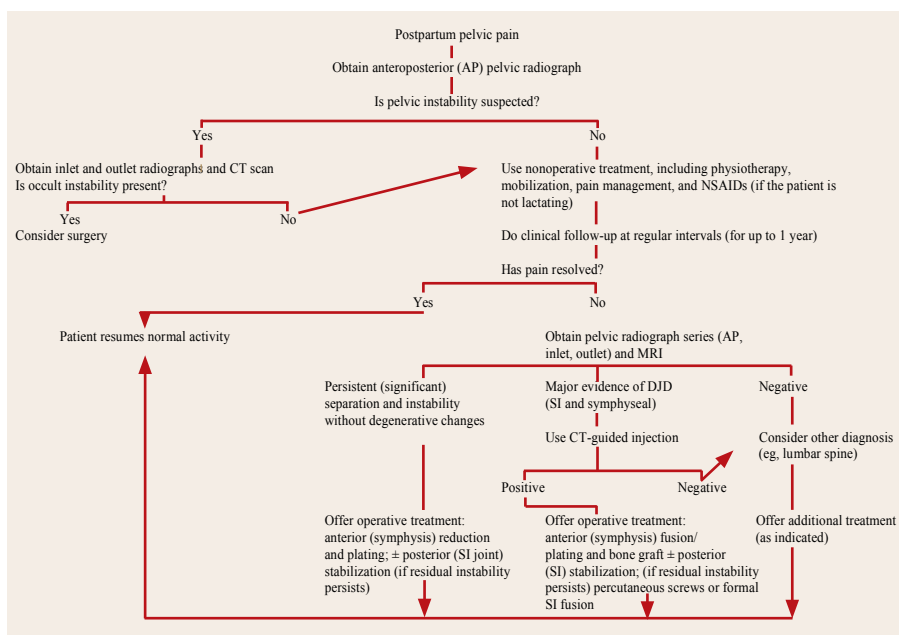 Postpartum pelvic pain
Obtain anteroposterior (AP) pelvic radiograph
Is pelvic instability suspected?
Yes
No
Obtain inlet and outlet radiographs and CT scan
Is occult instability present?
Yes
No
Consider surgery
Use nonoperative treatment, including physiotherapy,
mobilization, pain management, and NSAIDs (if the patient is
not lactating)
Do clinical follow-up at regular intervals (for up to 1 year)
Has pain resolved?
Yes
No
Patient resumes normal activity
Obtain pelvic radiograph series (AP,
inlet, outlet) and MRI
Persistent (significant)
separation and instability
without degenerative changes
Major evidence of DJD
(SI and symphyseal)
Negative
Use CT-guided injection
Consider other diagnosis
(eg, lumbar spine)
Positive
Negative
Offer operative treatment:
anterior (symphysis) reduction
and plating; ± posterior (SI joint)
stabilization (if residual instability
persists)
Offer operative treatment:
anterior (symphysis) fusion/
plating and bone graft ± posterior
(SI) stabilization; (if residual instability
persists) percutaneous screws or formal
SI fusion
Offer additional treatment
(as indicated)